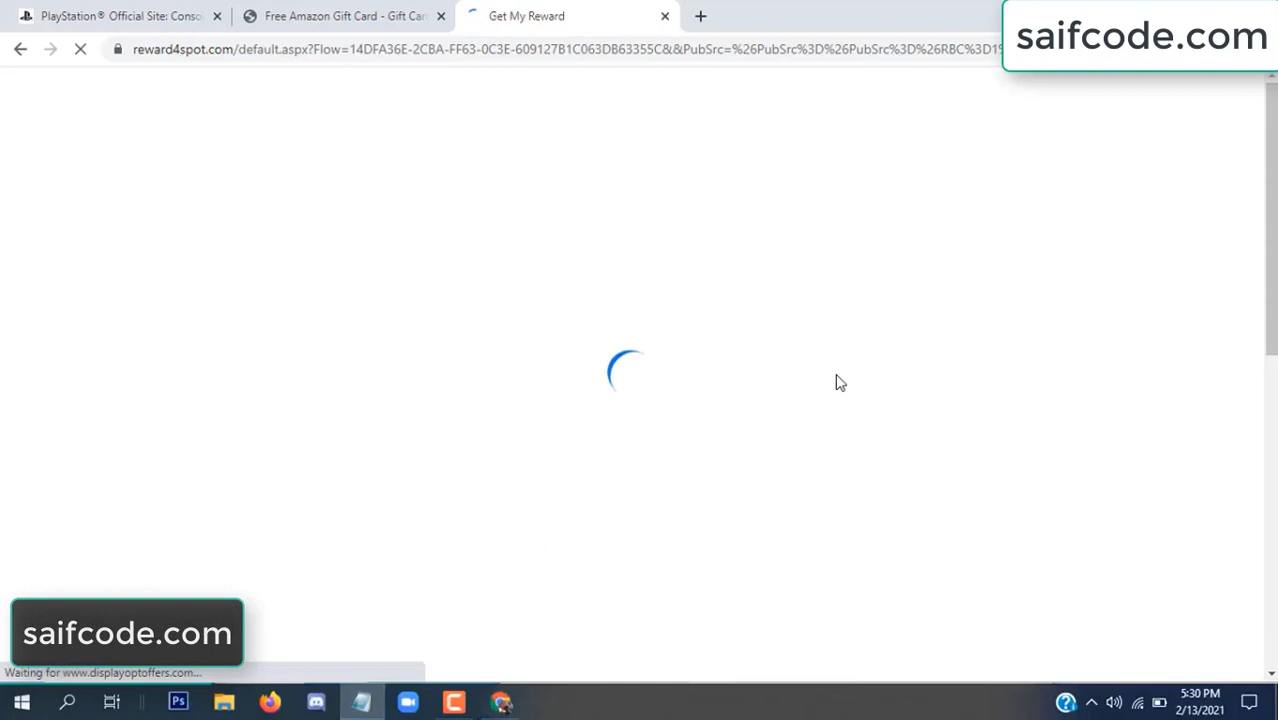 PlayStation® Official Site: Conso
Free Amazon Gift Card - Gift Car
Get My Reward
saifcode.com
reward4spot.com/default.aspx?Flow=14DFA36E-2CBA-FF63-0C3E-609127B1C063DB63355C&&PubSrc=%26PubSrc%3D%26PubSrc%3D%26RBC%3D1%
saifcode.com
Waiting for www.displayoptoffers.com...
Ps
5:30 PM
2/13/2021